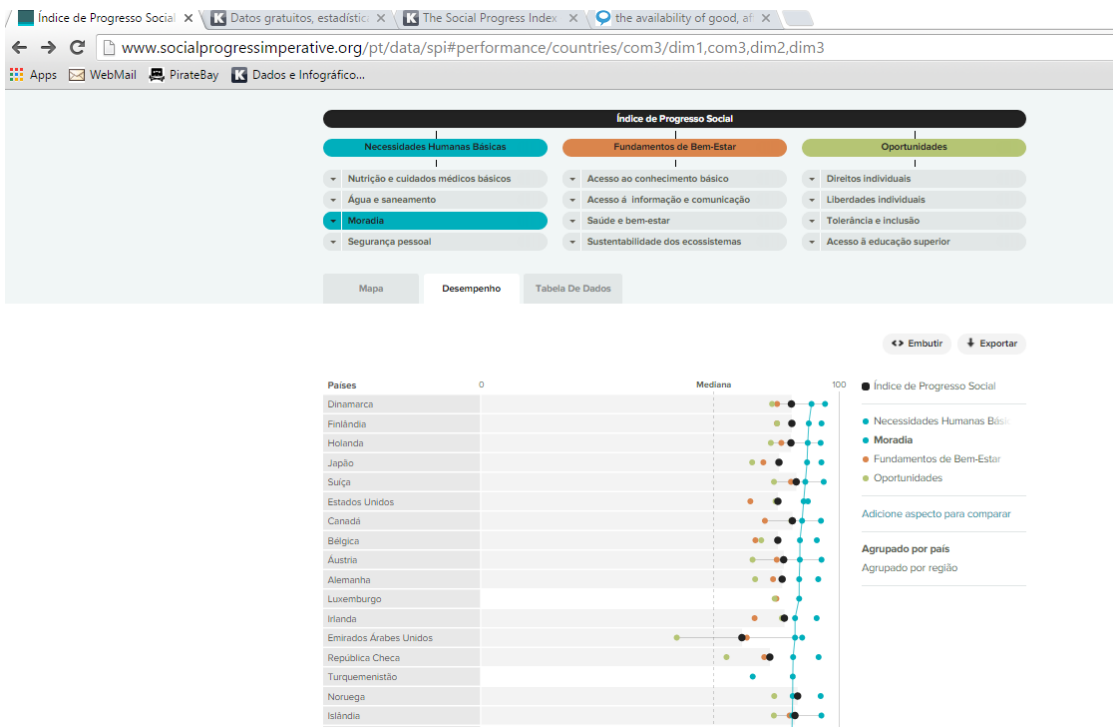 Índice de Progresso Social
Datos gratuitos, estadística
The Social Progress Index
the availability of good, af
www.socialprogressimperative.org/pt/data/spi#performance/countries/com3/dim1,com3,dim2,dim3
Apps WebMail PirateBay Dados e Infográfico...
Índice de Progresso Social
Necessidades Humanas Básicas Fundamentos de Bem-Estar Oportunidades
Nutrição e cuidados médicos básicos Acesso ao conhecimento básico Direitos individuais
Água e saneamento Acesso á informação e comunicação Liberdades individuais
Moradia Saúde e bem-estar Tolerância e inclusão
Segurança pessoal Sustentabilidade dos ecossistemas Acesso à educação superior
Mapa Desempenho Tabela De Dados
Embutir Exportar
Países 0 Mediana 100
Índice de Progresso Social
Necessidades Humanas Bási
Moradia
Fundamentos de Bem-Estar
Oportunidades
Adicione aspecto para comparar
Agrupado por país
Agrupado por região
Dinamarca
Finlândia
Holanda
Japão
Suíça
Estados Unidos
Canadá
Bélgica
Áustria
Alemanha
Luxemburgo
Irlanda
Emirados Árabes Unidos
República Checa
Turquemenistão
Noruega
Islândia